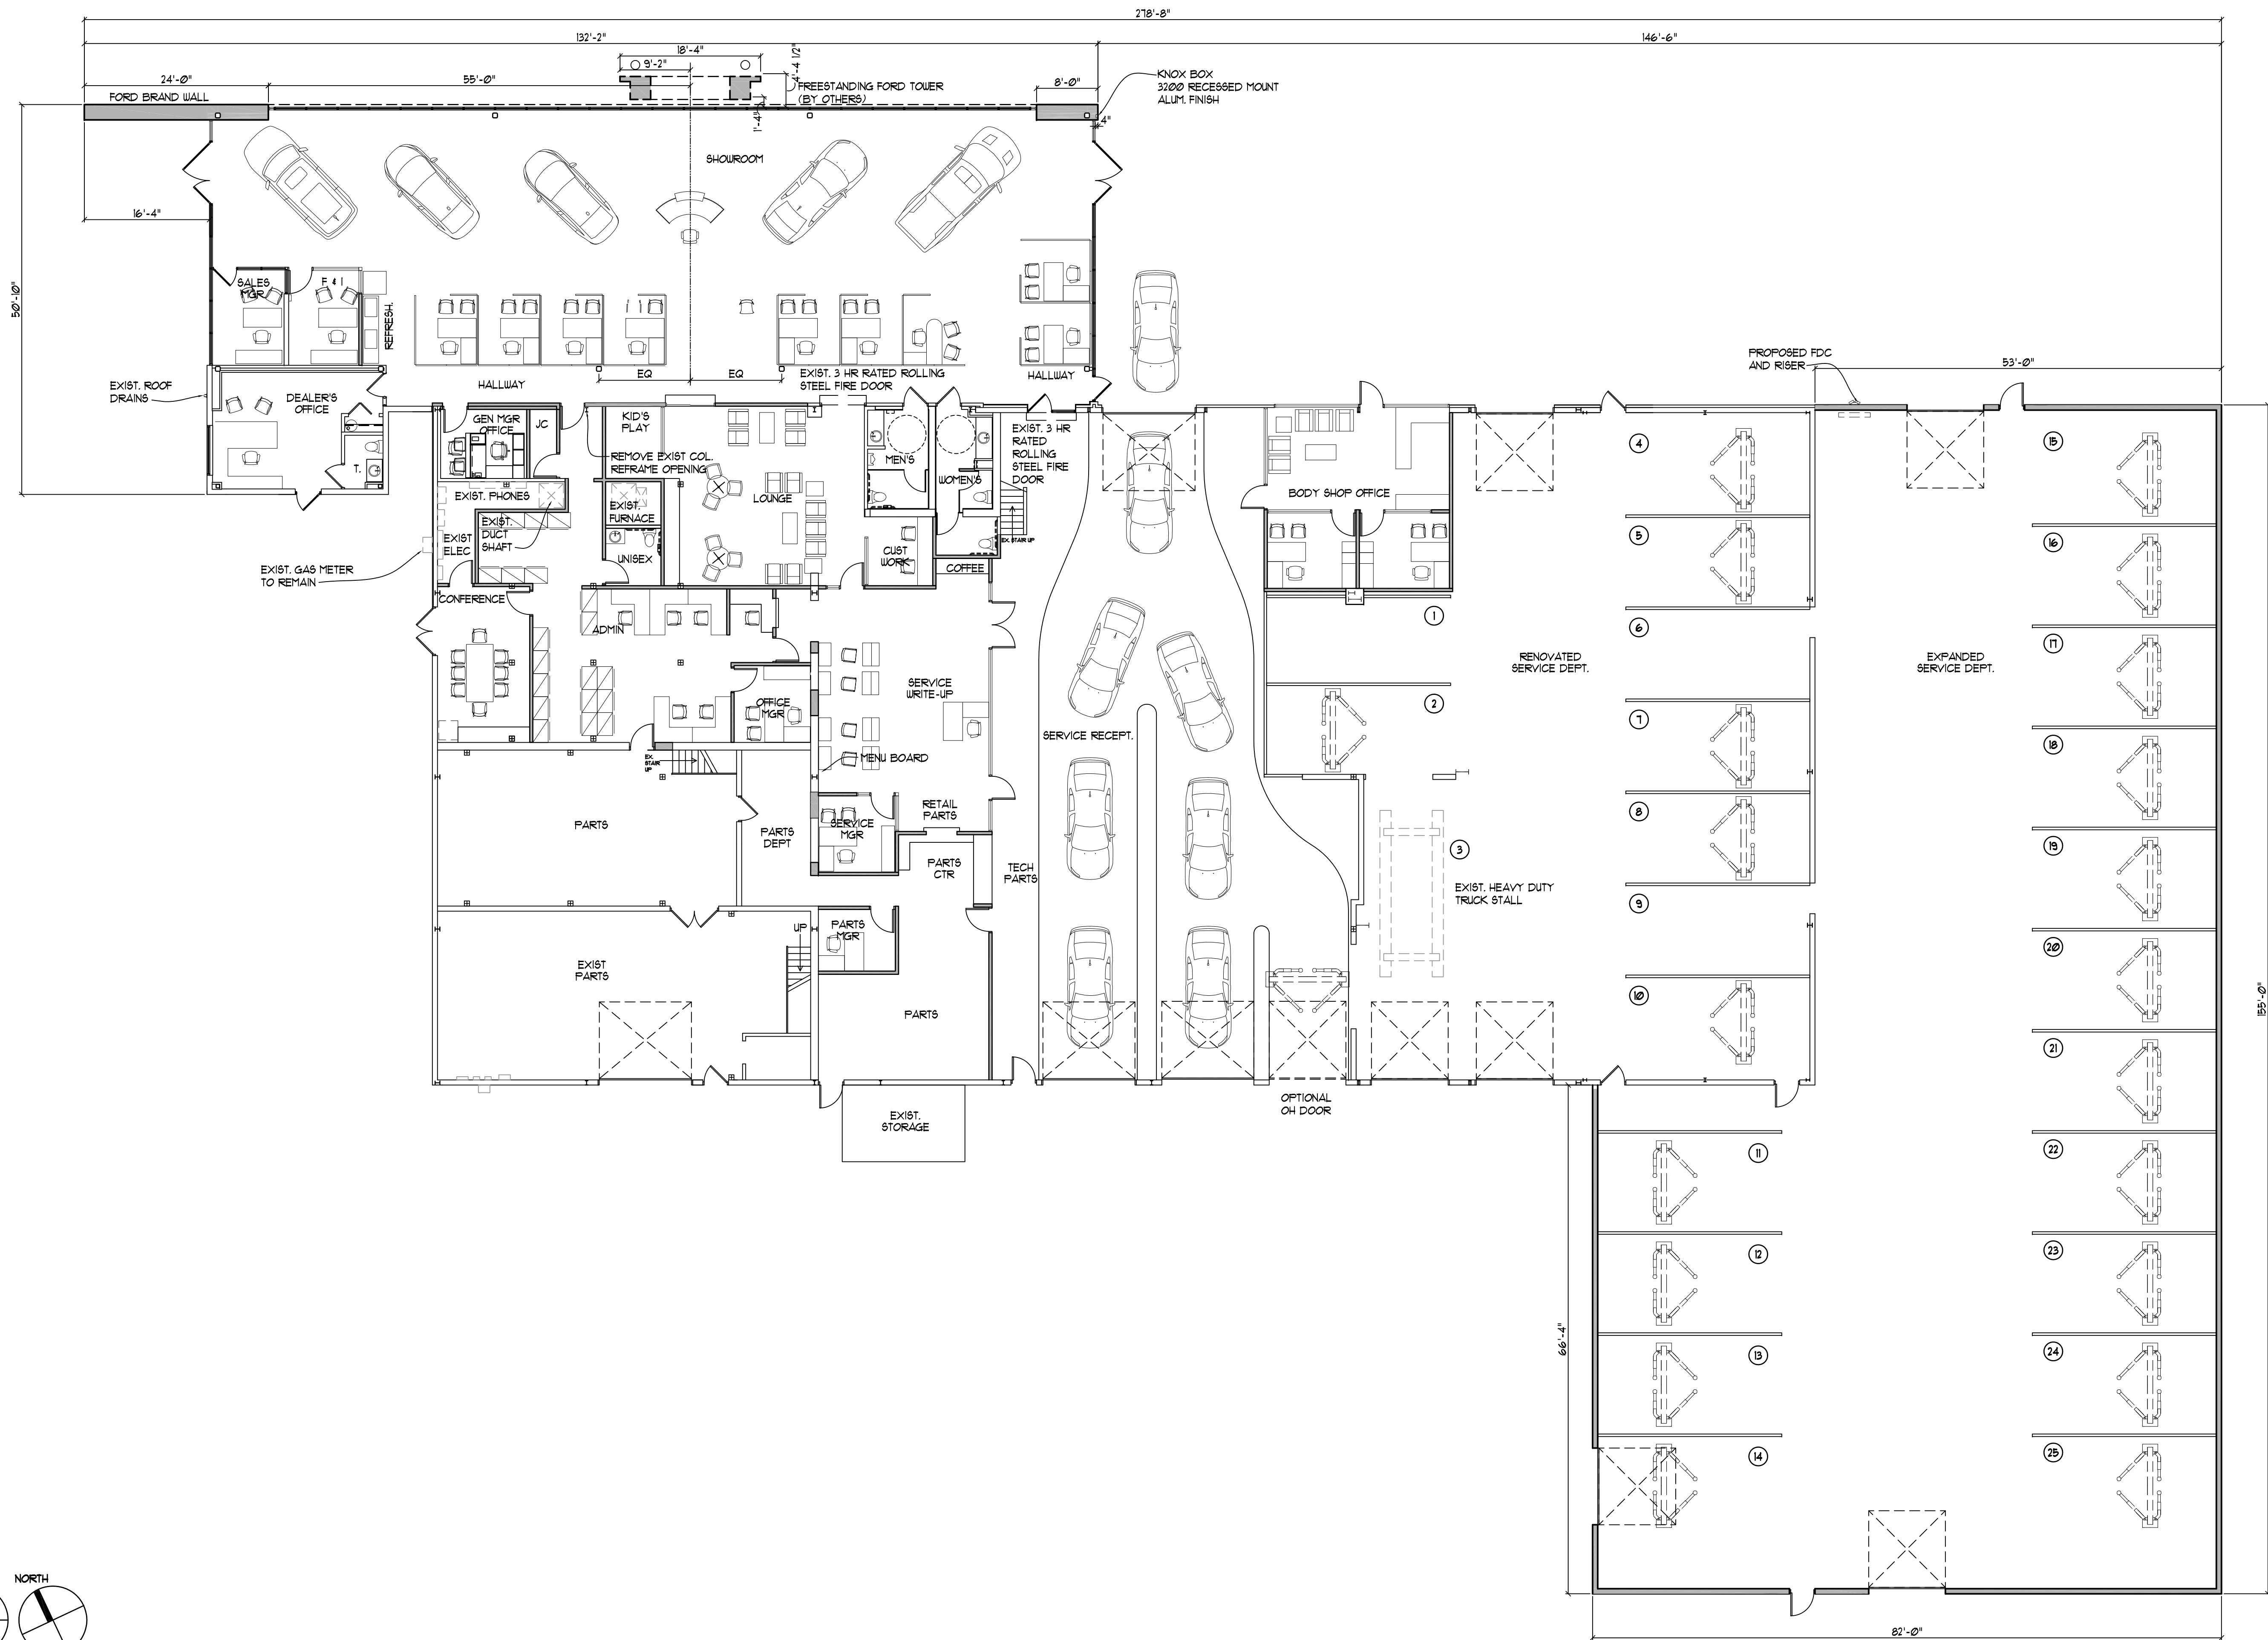 278'-8"
132'-2"
146'-6"
18'-4"
9'-2"
4'-4 1/2"
24'-0"
55'-0"
8'-0"
FORD BRAND WALL
FREESTANDING FORD TOWER
(BY OTHERS)
KNOX BOX
3200 RECESSED MOUNT
ALUM. FINISH
1'-4"
4"
SHOWROOM
16'-4"
50'-10"
SALES
MGR
F & I
REFRESH.
HALLWAY
EQ
EQ
EXIST. 3 HR RATED ROLLING
STEEL FIRE DOOR
HALLWAY
PROPOSED FDC
AND RISER
53'-0"
EXIST. ROOF
DRAINS
DEALER'S
OFFICE
T.
GEN MGR
OFFICE
JC
KID'S
PLAY
REMOVE EXIST COL.
REFRAME OPENING
MEN'S
WOMEN'S
EXIST. 3 HR
RATED
ROLLING
STEEL FIRE
DOOR
EX. STAIR UP
LOUNGE
BODY SHOP OFFICE
EXIST. PHONES
EXIST.
DUCT
SHAFT
EXIST
ELEC
EXIST.
FURNACE
UNISEX
CUST
WORK
COFFEE
EXIST. GAS METER
TO REMAIN
CONFERENCE
ADMIN
OFFICE
MGR
SERVICE
WRITE-UP
MENU BOARD
SERVICE RECEPT.
RENOVATED
SERVICE DEPT.
EXPANDED
SERVICE DEPT.
EX.
STAIR
UP
PARTS
PARTS
DEPT
SERVICE
MGR
RETAIL
PARTS
PARTS
CTR
TECH
PARTS
EXIST. HEAVY DUTY
TRUCK STALL
PARTS
MGR
UP
EXIST
PARTS
PARTS
EXIST.
STORAGE
OPTIONAL
OH DOOR
1
2
3
4
5
6
7
8
9
10
11
12
13
14
15
16
17
18
19
20
21
22
23
24
25
155'-0"
66'-4"
82'-0"
NORTH